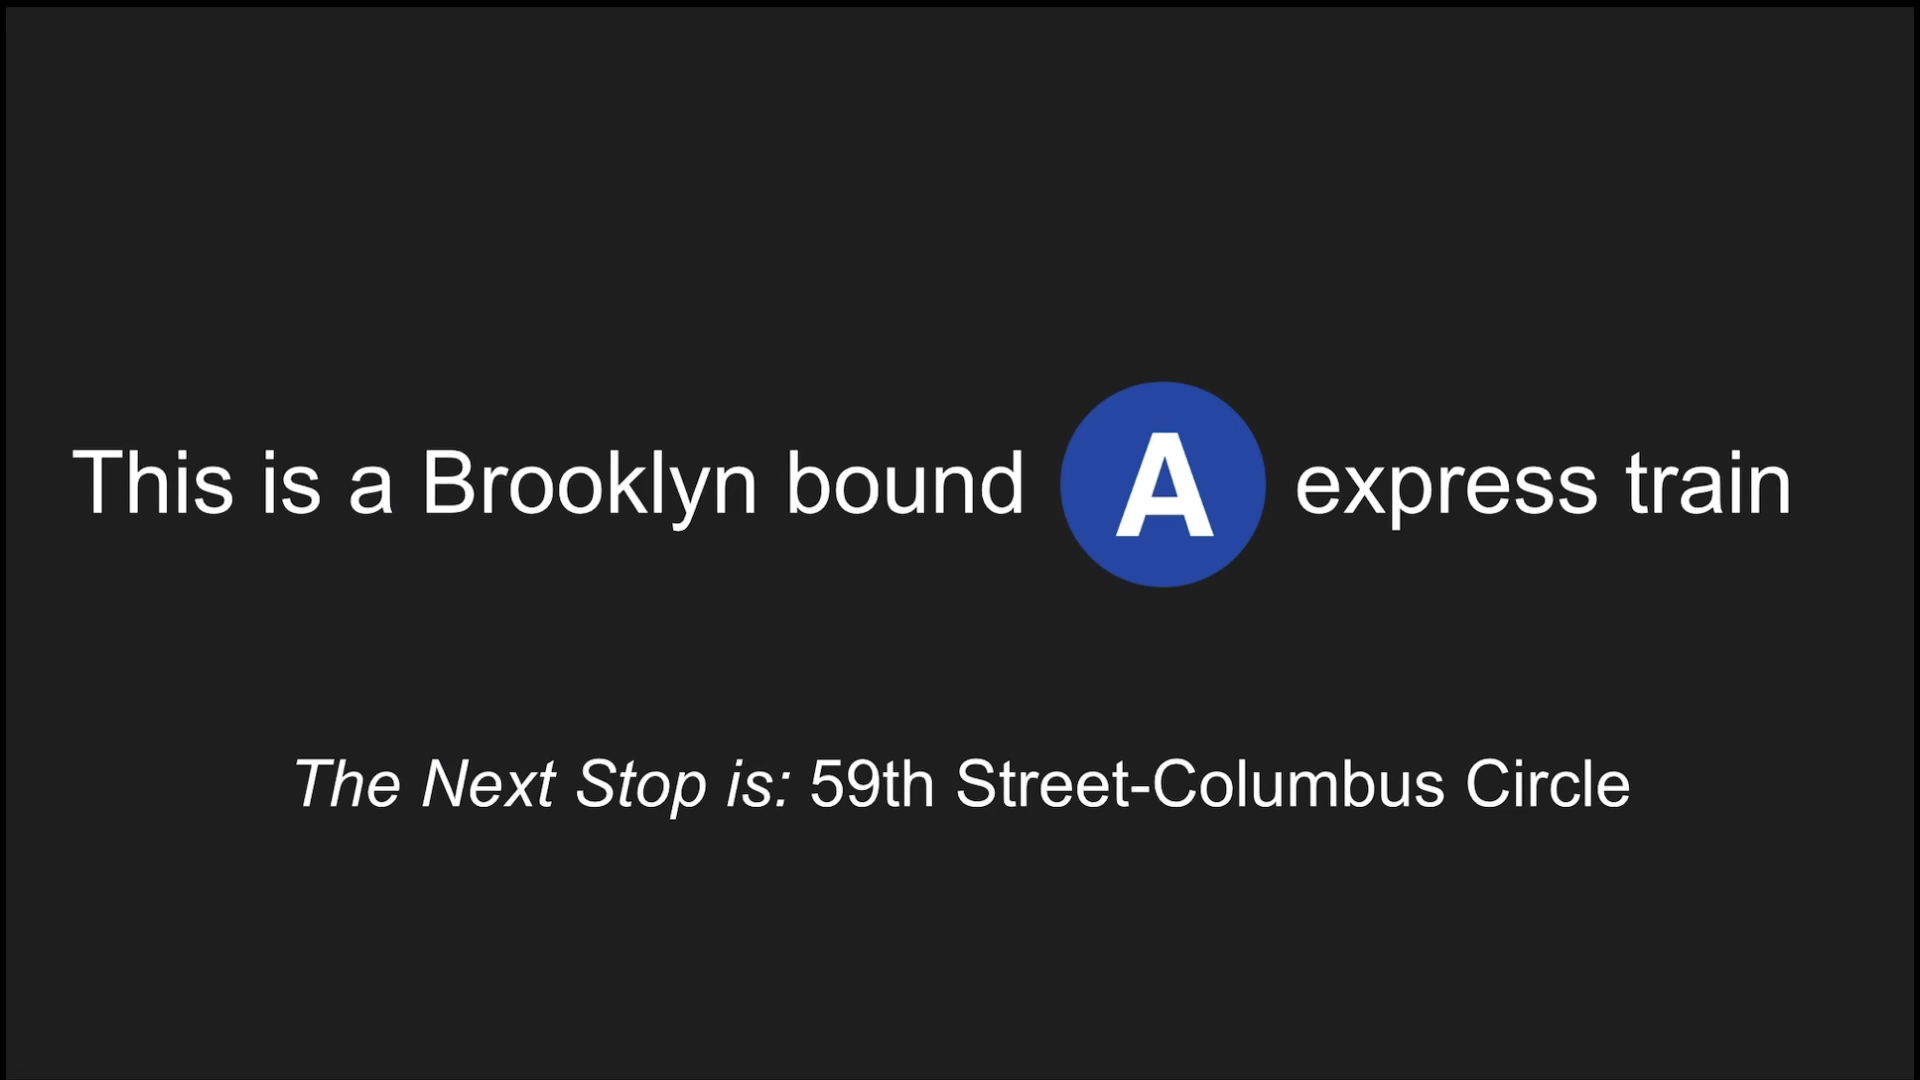 This is a Brooklyn bound A express train
The Next Stop is: 59th Street-Columbus Circle